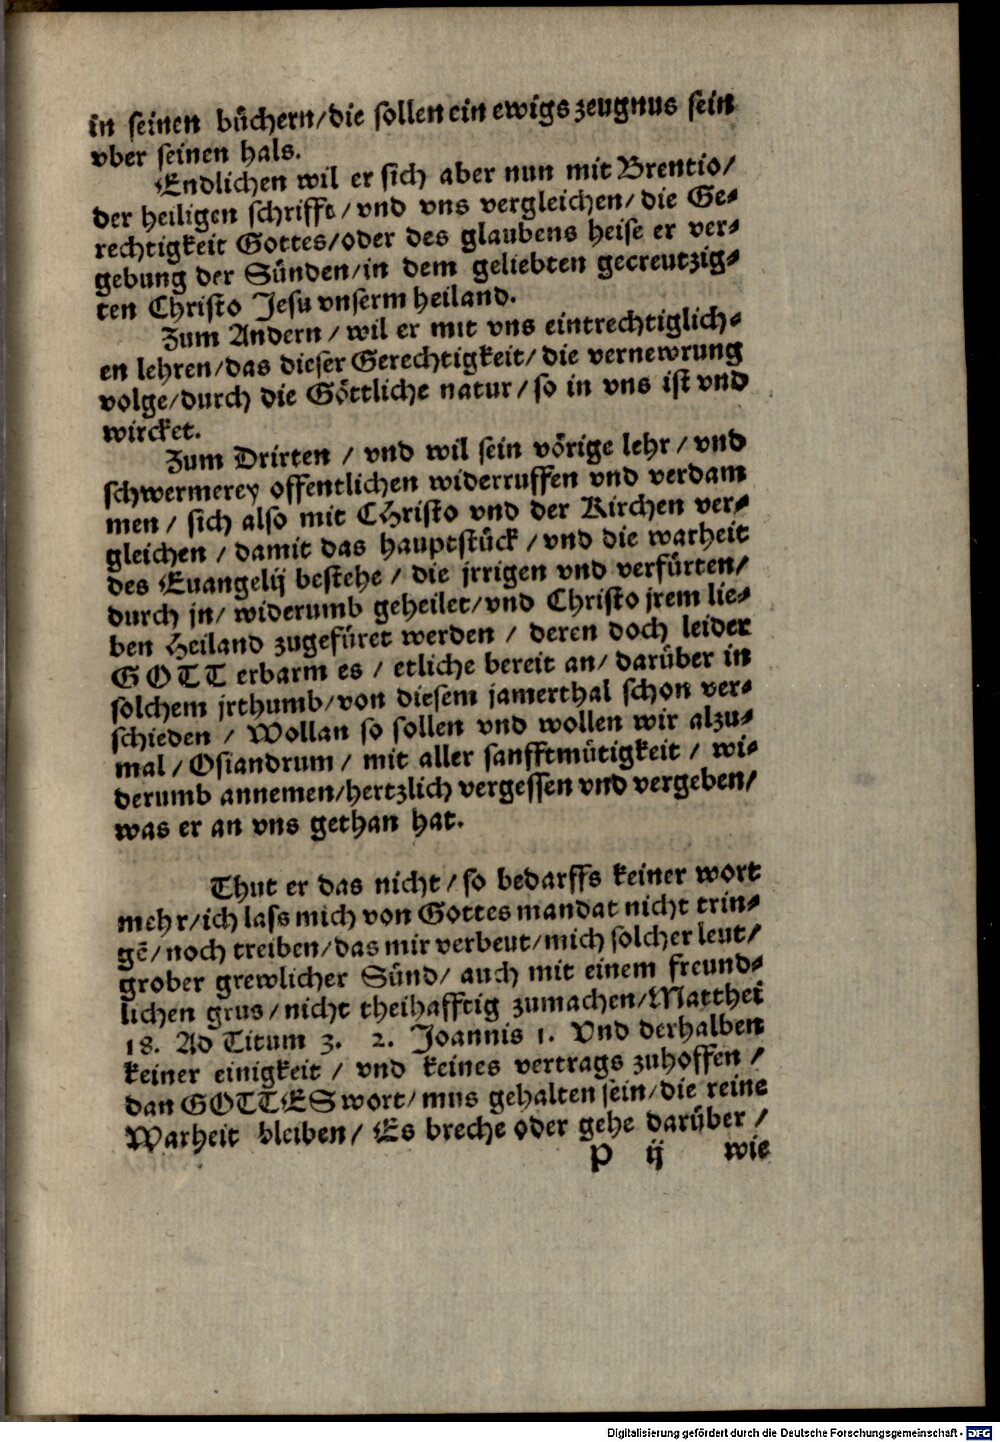 in seinen bůchern/die sollen ein ewigs zeugnus sein
vber seinen hals.
Endlichen wil er sich aber nun mit Brentio/
der heiligen schrifft/vnd vns vergleichen/die Ge⸗
rechtigkeit Gottes/oder des glaubens heise er ver⸗
gebung der Sünden/in dem geliebten gecreutzig⸗
ten Christo Jesu vnserm heiland.
Zum Andern/wil er mit vns eintrechtiglich⸗
en lehren/das dieser Gerechtigkeit/die vernewrung
volge/durch die Göttliche natur/so in vns ist vnd
wircket.
Zum Drirten/vnd wil sein vörige lehr/vnd
schwermerey offentlichen widerruffen vnd verdam
men/sich also mit CHristo vnd der Kirchen ver⸗
gleichen/damit das hauptstück/vnd die warheit
des Euangelij bestehe/die jrrigen vnd verfürten/
durch jn/widerumb geheilet/vnd Christo jrem lie⸗
ben Heiland zugefüret werden/deren doch leider
GOTT erbarm es/etliche bereit an/darüber in
solchem jrthumb/von diesem jamerthal schon ver⸗
schieden/Wollan so sollen vnd wollen wir alzu⸗
mal/Osiandrum/mit aller sanfftmütigkeit/wi⸗
derumb annemen/hertzlich vergessen vnd vergeben/
was er an vns gethan hat.
Thut er das nicht/so bedarffs keiner wort
mehr/ich lass mich von Gottes mandat nicht trin⸗
gẽ/noch treiben/das mir verbeut/mich solcher leut/
grober grewlicher Sünd/auch mit einem freund⸗
lichen grus/nicht theihafftig zumachen/Matthei
18. Ad Titum 3. 2. Joannis 1. Vnd derhalben
keiner einigkeit/vnd keines vertrags zuhoffen/
dan GOTTES wort/mus gehalten sein/die reine
Warheit bleiben/Es breche oder gehe darüber/
P ij wie
Digitalisierung gefördert durch die Deutsche Forschungsgemeinschaft - DFG